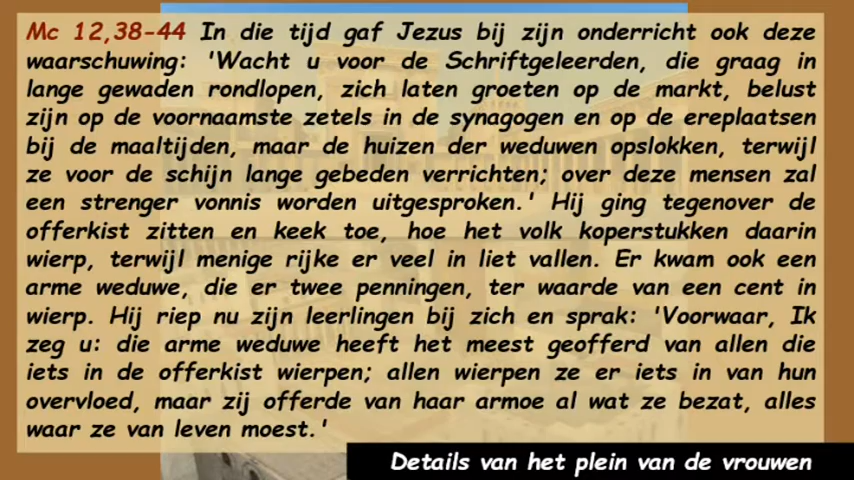 Mc 12,38-44 In die tijd gaf Jezus bij zijn onderricht ook deze
waarschuwing: 'Wacht u voor de Schriftgeleerden, die graag in
lange gewaden rondlopen, zich laten groeten op de markt, belust
zijn op de voornaamste zetels in de synagogen en op de ereplaatsen
bij de maaltijden, maar de huizen der weduwen opslokken, terwijl
ze voor de schijn lange gebeden verrichten; over deze mensen zal
een strenger vonnis worden uitgesproken.' Hij ging tegenover de
offerkist zitten en keek toe, hoe het volk koperstukken daarin
wierp, terwijl menige rijke er veel in liet vallen. Er kwam ook een
arme weduwe, die er twee penningen, ter waarde van een cent in
wierp. Hij riep nu zijn leerlingen bij zich en sprak: 'Voorwaar, Ik
zeg u: die arme weduwe heeft het meest geofferd van allen die
iets in de offerkist wierpen; allen wierpen ze er iets in van hun
overvloed, maar zij offerde van haar armoe al wat ze bezat, alles
waar ze van leven moest.'
Details van het plein van de vrouwen